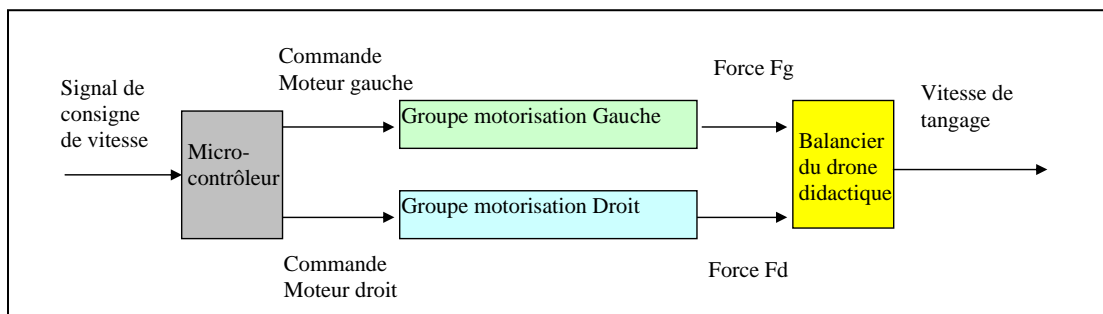 Signal de
consigne
de vitesse
Micro-
contrôleur
Commande
Moteur gauche
Groupe motorisation Gauche
Force Fg
Commande
Moteur droit
Groupe motorisation Droit
Force Fd
Balancier
du drone
didactique
Vitesse de
tangage